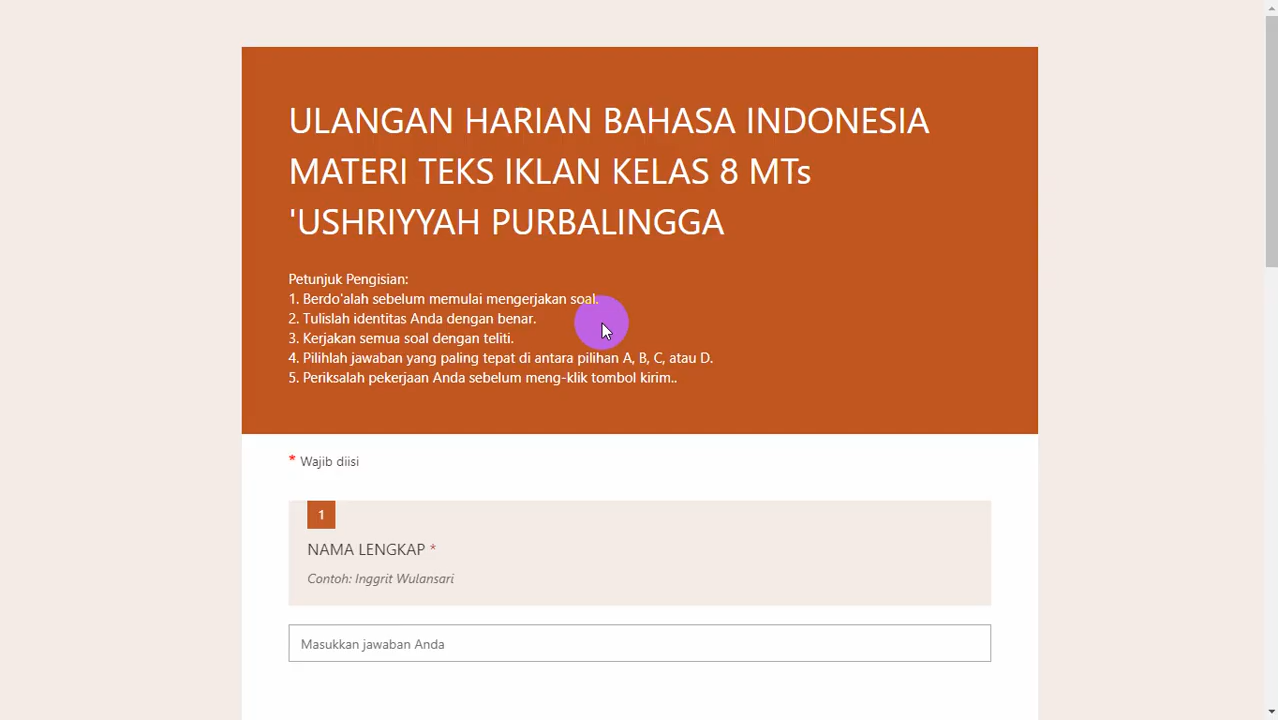 ULANGAN HARIAN BAHASA INDONESIA
MATERI TEKS IKLAN KELAS 8 MTs
'USHRIYYAH PURBALINGGA
Petunjuk Pengisian:
1. Berdo'alah sebelum memulai mengerjakan soal.
2. Tulislah identitas Anda dengan benar.
3. Kerjakan semua soal dengan teliti.
4. Pilihlah jawaban yang paling tepat di antara pilihan A, B, C, atau D.
5. Periksalah pekerjaan Anda sebelum meng-klik tombol kirim..
* Wajib diisi
1
NAMA LENGKAP *
Contoh: Inggrit Wulansari
Masukkan jawaban Anda